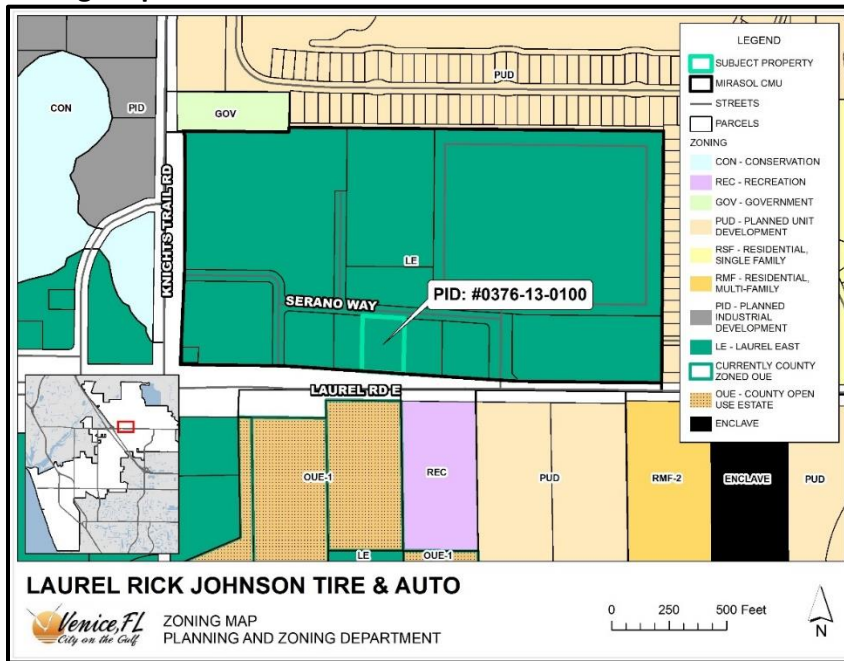 LEGEND
SUBJECT PROPERTY
MIRASOL CMU
STREETS
PARCELS
ZONING
CON - CONSERVATION
REC - RECREATION
GOV - GOVERNMENT
PUD - PLANNED UNIT
DEVELOPMENT
RSF - RESIDENTIAL,
SINGLE FAMILY
RMF - RESIDENTIAL,
MULTI-FAMILY
PID - PLANNED
INDUSTRIAL
DEVELOPMENT
LE - LAUREL EAST
CURRENTLY COUNTY
ZONED OUE
OUE - COUNTY OPEN
USE ESTATE
ENCLAVE
PUD
CON
PID
GOV
KNIGHTS TRAIL RD
LE
SERANO WAY
PID: #0376-13-0100
LAUREL RD E
OUE-1
REC
PUD
RMF-2
ENCLAVE
PUD
LE
OUE-1
LAUREL RICK JOHNSON TIRE & AUTO
Venice, FL
City on the Gulf
ZONING MAP
PLANNING AND ZONING DEPARTMENT
0 250 500 Feet
N